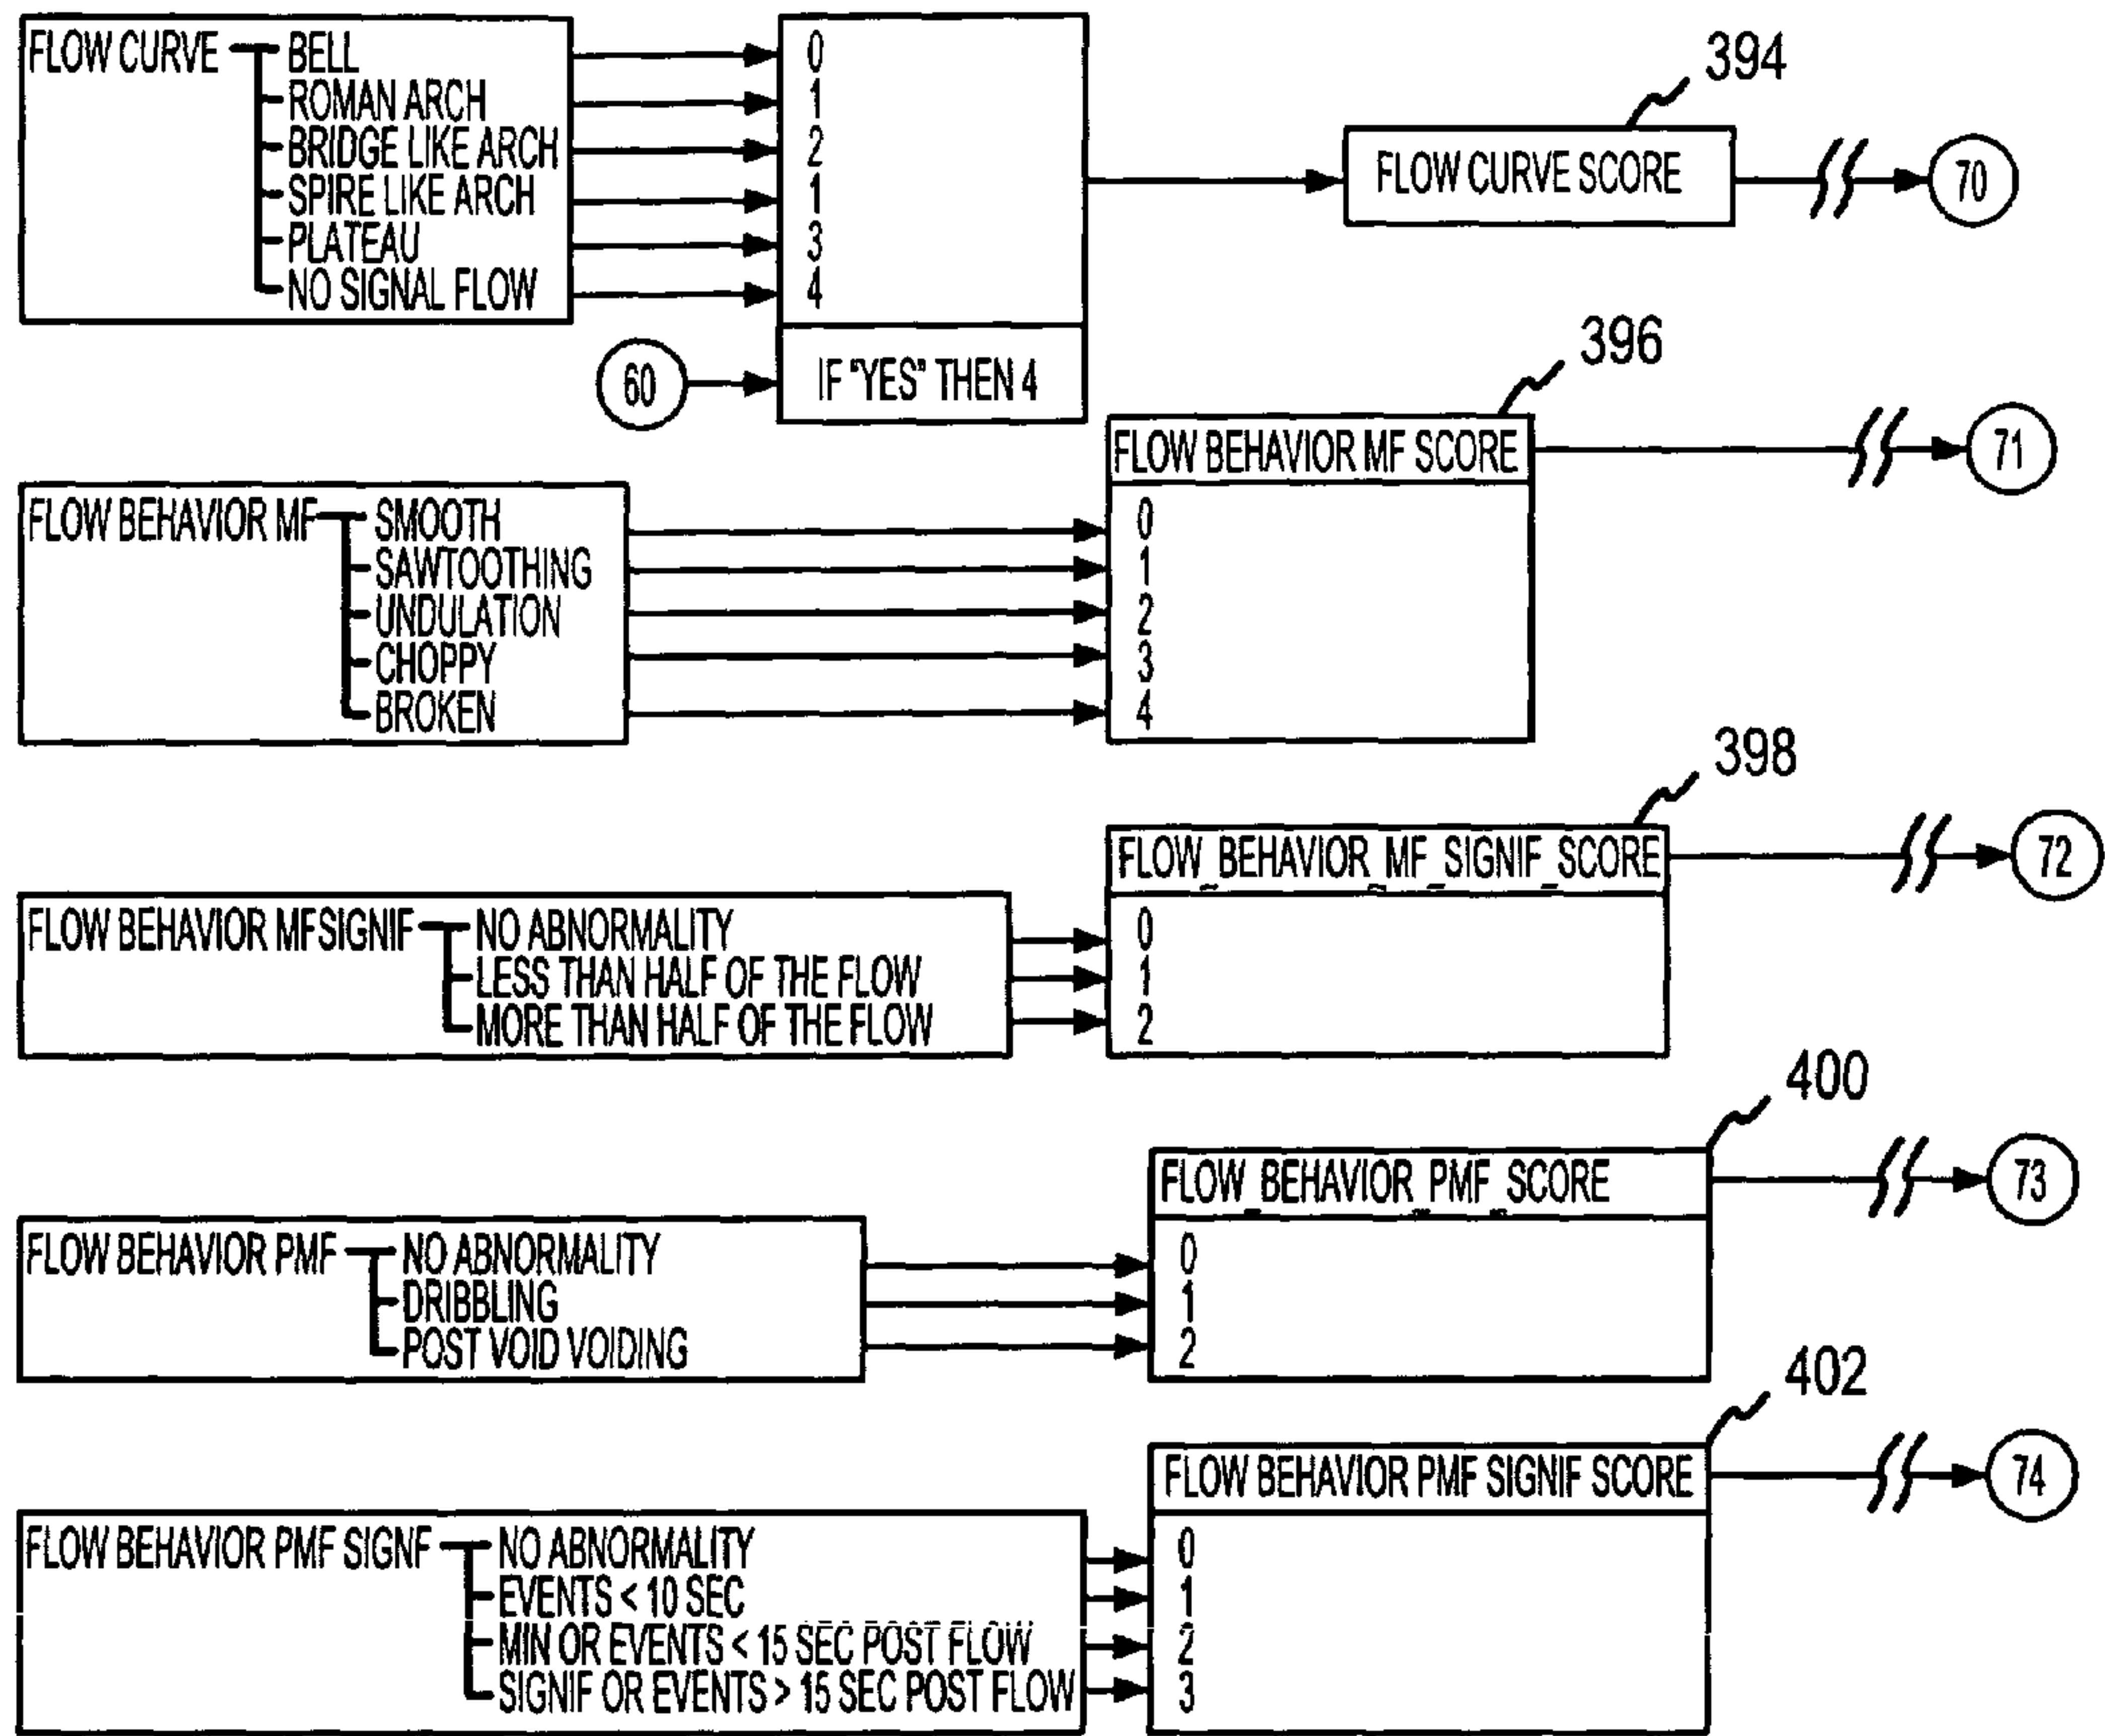 FLOW CURVE
BELL
ROMAN ARCH
BRIDGE LIKE ARCH
SPIRE LIKE ARCH
PLATEAU
NO SIGNAL FLOW
0
1
2
1
3
4
60
IF "YES" THEN 4
394
FLOW CURVE SCORE
70
396
FLOW BEHAVIOR MF SCORE
71
FLOW BEHAVIOR MF
SMOOTH
SAWTOOTHING
UNDULATION
CHOPPY
BROKEN
0
1
2
3
4
398
FLOW_BEHAVIOR_MF_SIGNIF_SCORE
72
FLOW BEHAVIOR MFSIGNIF
NO ABNORMALITY
LESS THAN HALF OF THE FLOW
MORE THAN HALF OF THE FLOW
0
1
2
400
FLOW_BEHAVIOR_PMF_SCORE
73
FLOW BEHAVIOR PMF
NO ABNORMALITY
DRIBBLING
POST VOID VOIDING
0
1
2
402
FLOW BEHAVIOR PMF SIGNIF SCORE
74
FLOW BEHAVIOR PMF SIGNF
NO ABNORMALITY
EVENTS < 10 SEC
MIN OR EVENTS < 15 SEC POST FLOW
SIGNIF OR EVENTS > 15 SEC POST FLOW
0
1
2
3